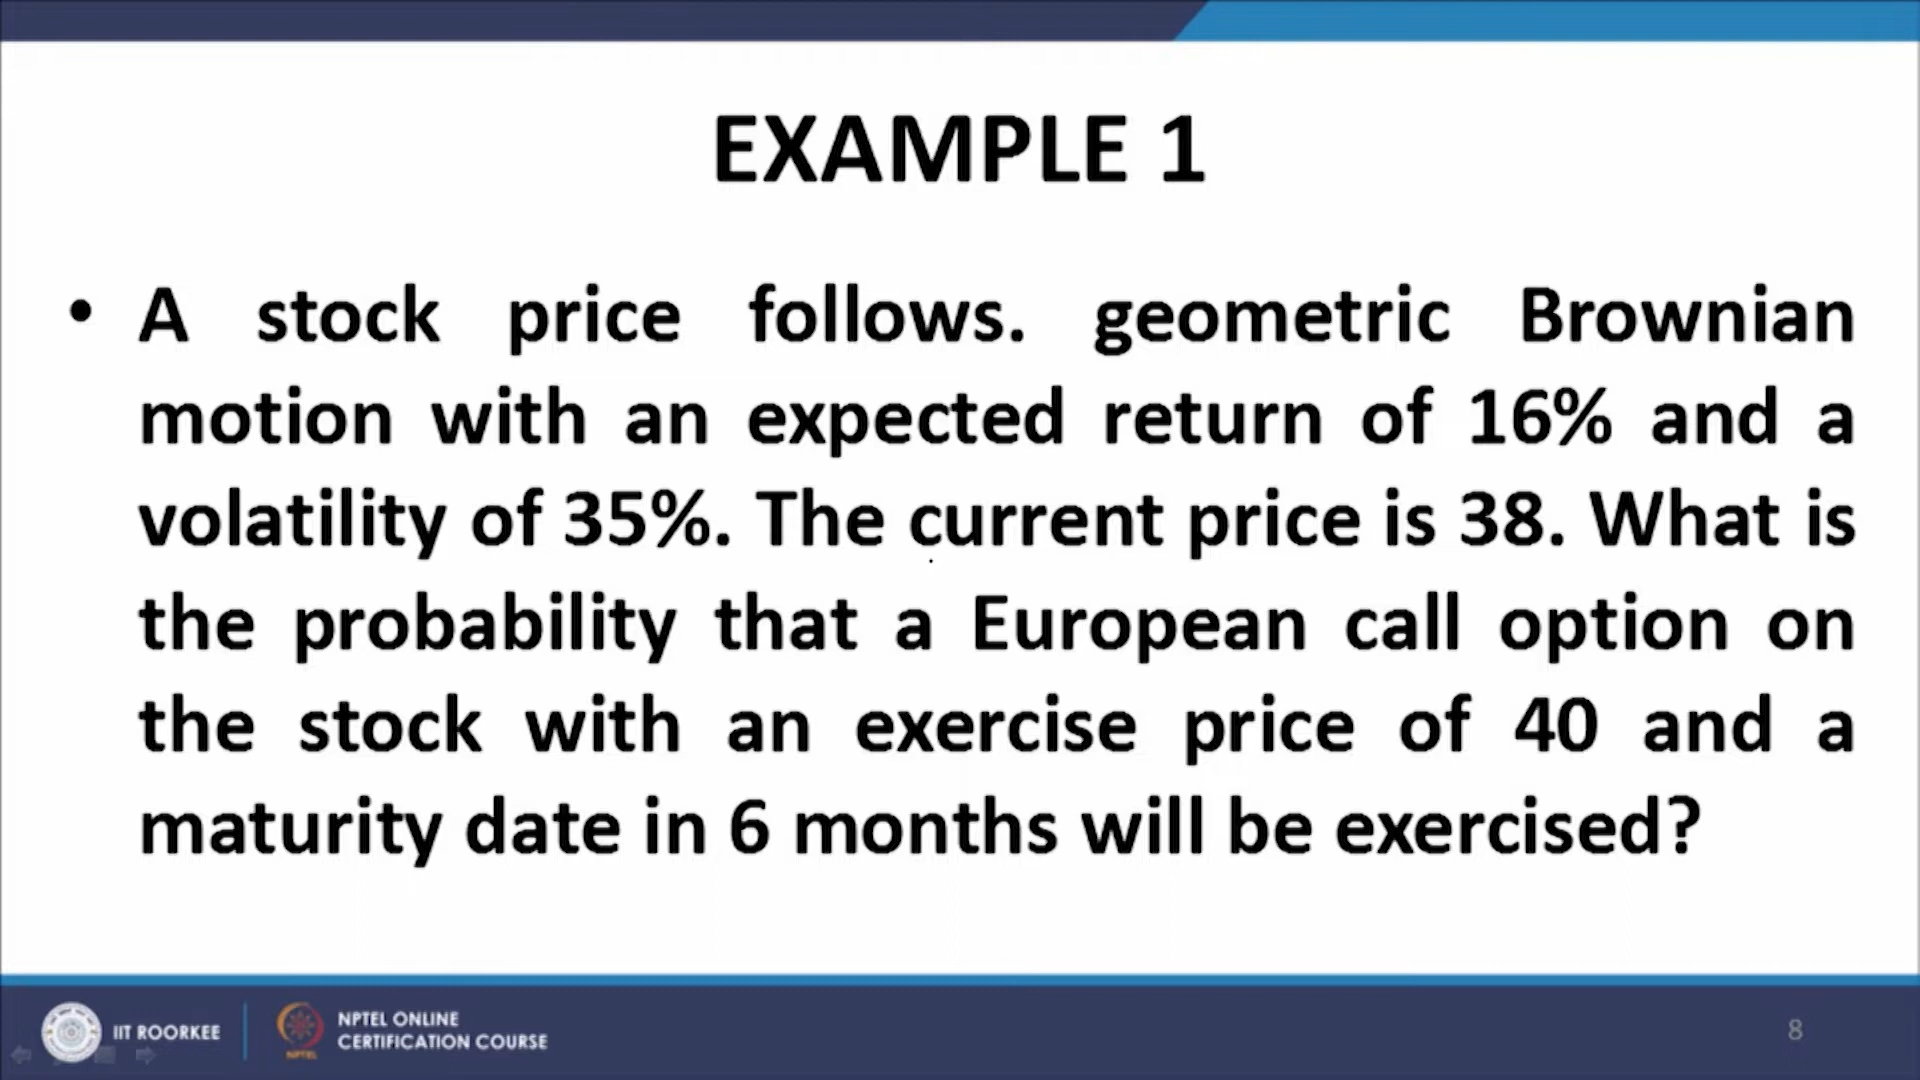 EXAMPLE 1
• A stock price follows. geometric Brownian
motion with an expected return of 16% and a
volatility of 35%. The current price is 38. What is
the probability that a European call option on
the stock with an exercise price of 40 and a
maturity date in 6 months will be exercised?
IIT ROORKEE
NPTEL
NPTEL ONLINE
CERTIFICATION COURSE
8